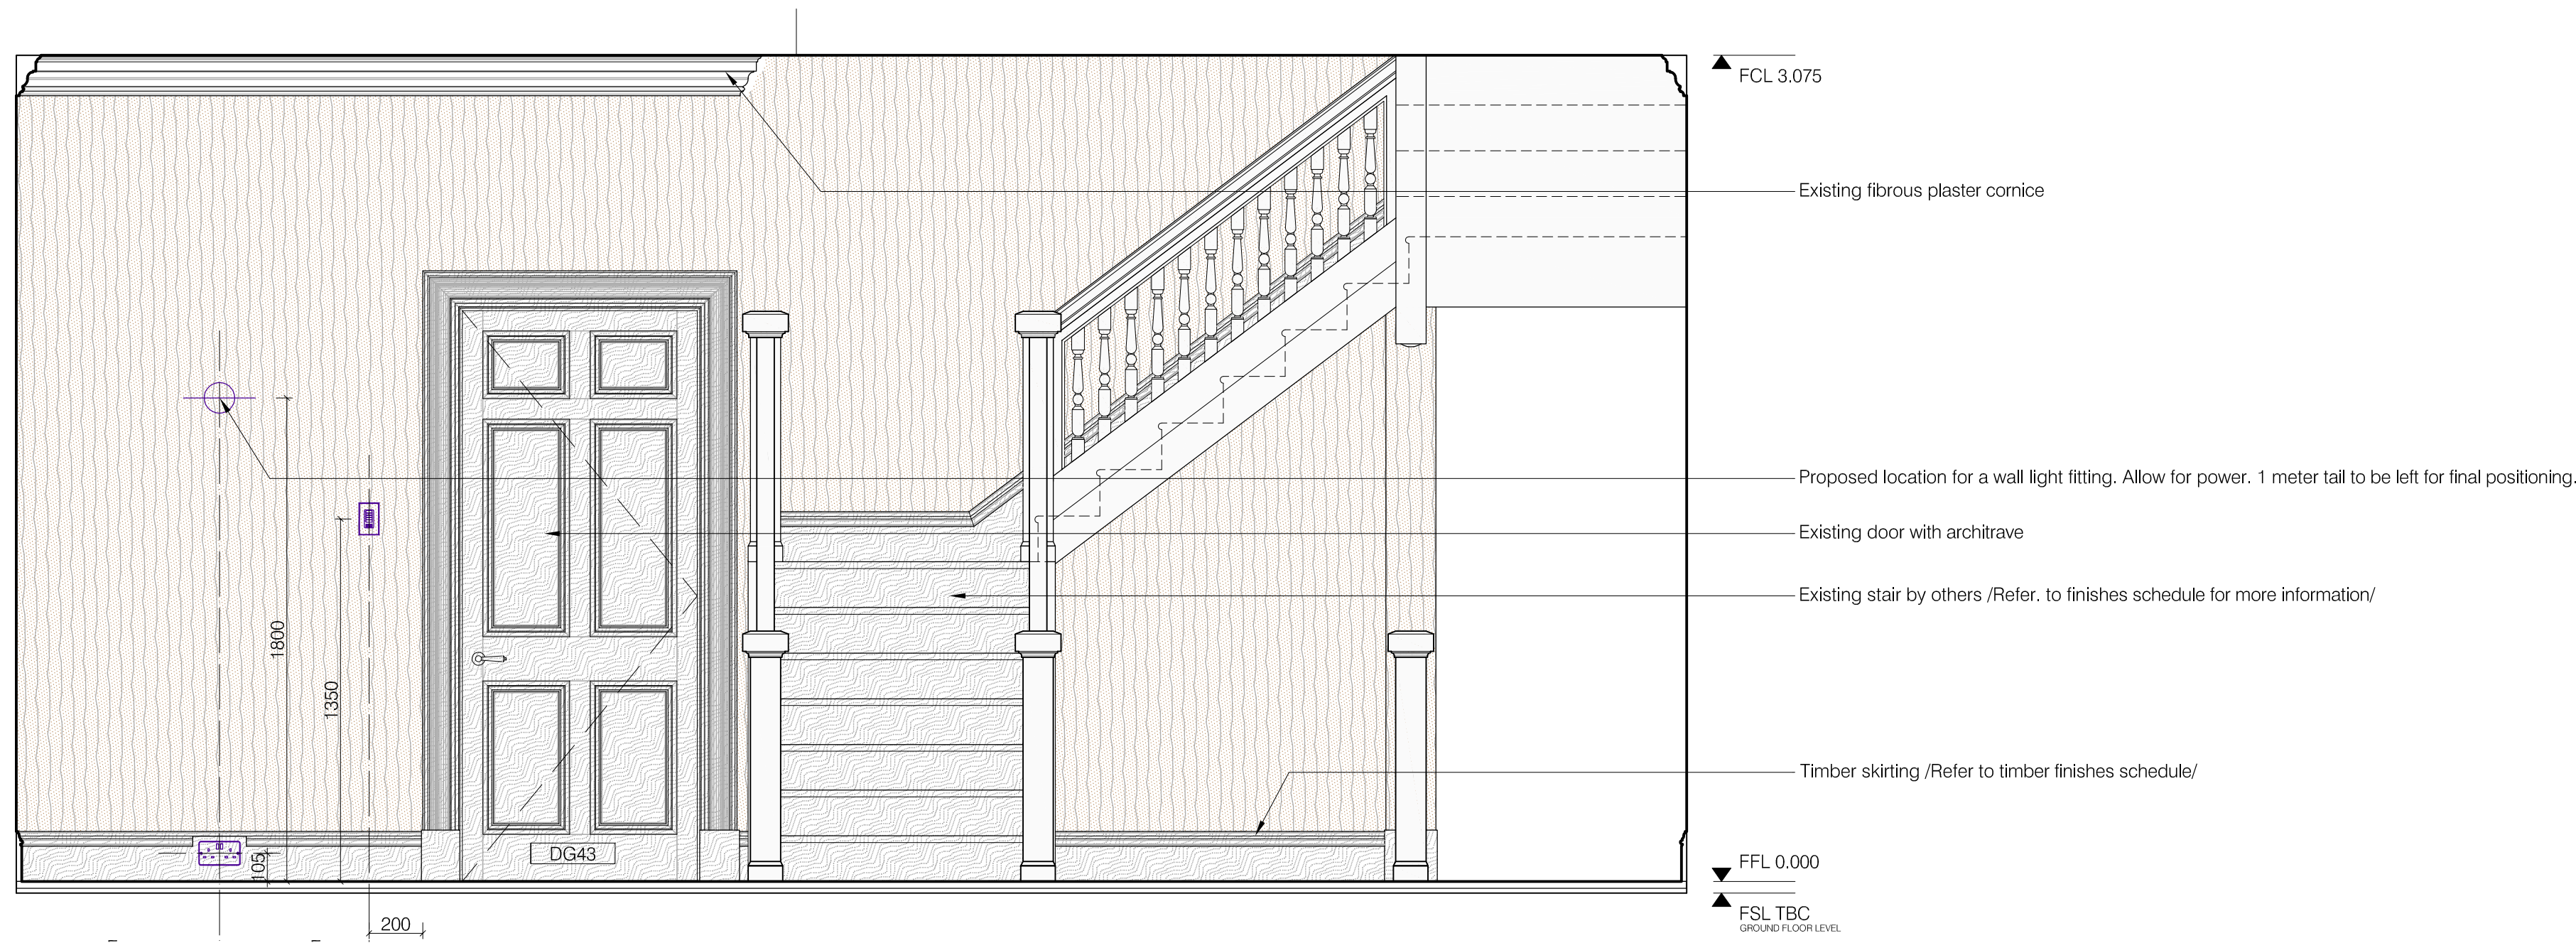 FCL 3.075
Existing fibrous plaster cornice
Proposed location for a wall light fitting. Allow for power. 1 meter tail to be left for final positioning.
Existing door with architrave
Existing stair by others /Refer. to finishes schedule for more information/
1800
1350
Timber skirting /Refer to timber finishes schedule/
DG43
105
FFL 0.000
FSL TBC
GROUND FLOOR LEVEL
200